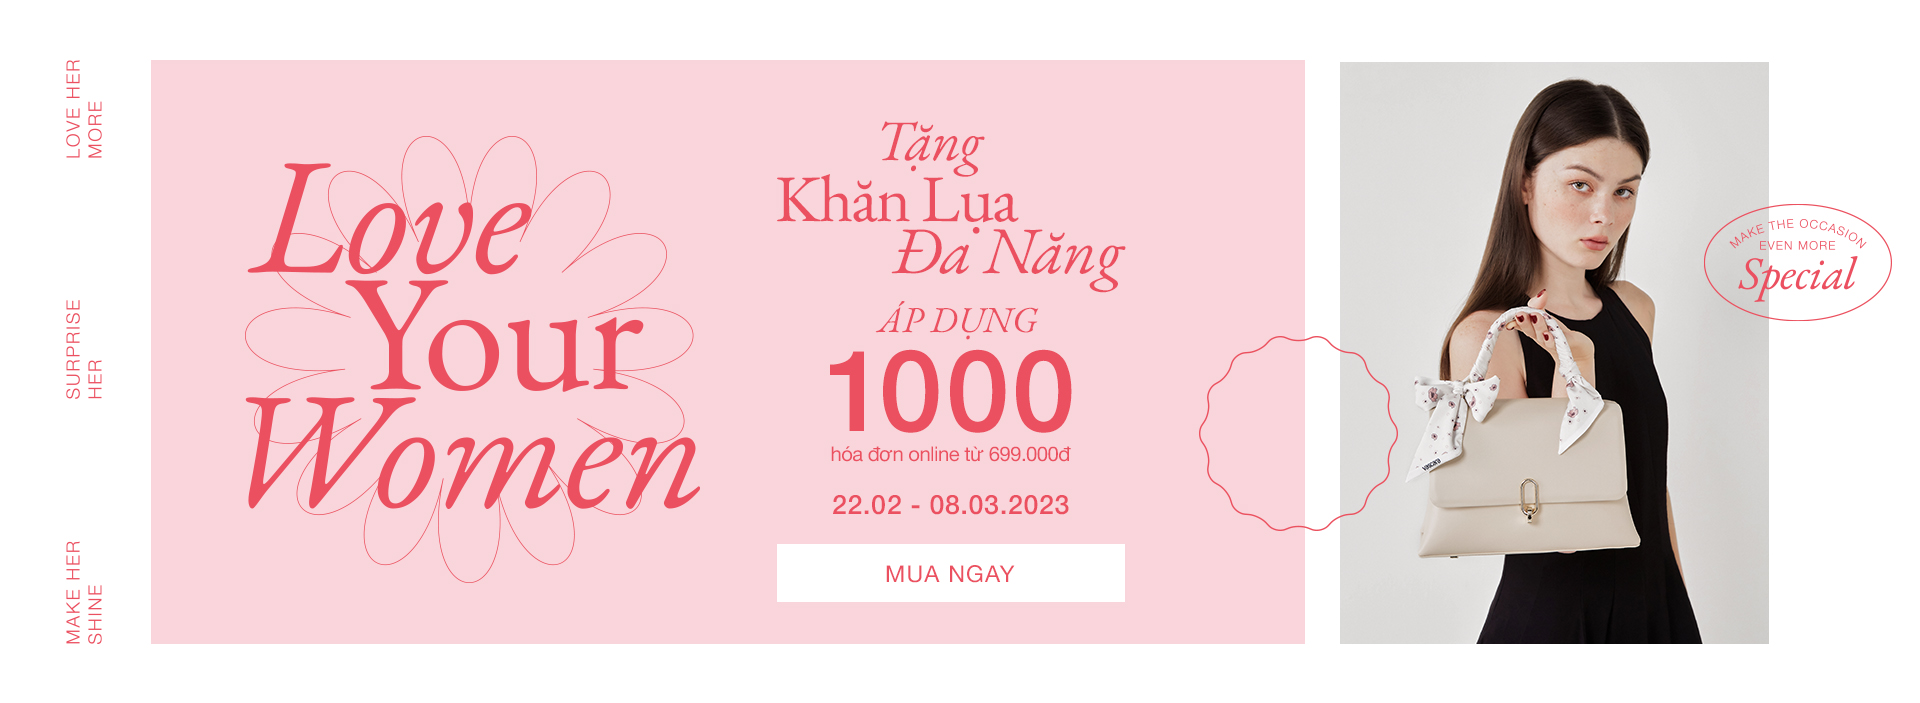 LOVE HER
MORE
SURPRISE
HER
MAKE HER
SHINE
Love
Your
Women
Tặng
Khăn Lụa
Đa Năng
ÁP DỤNG
1000
hóa đơn online từ 699.000đ
22.02 - 08.03.2023
MUA NGAY
vascara
MAKE THE OCCASION
EVEN MORE
Special